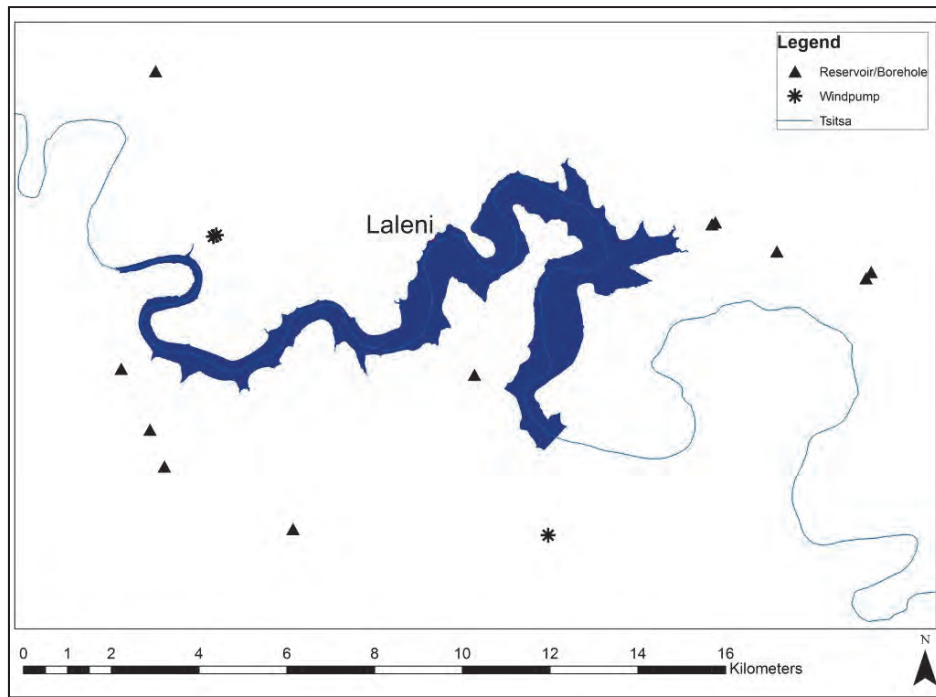 Legend
Reservoir/Borehole
Windpump
Tsitsa
Laleni
N
0 1 2 4 6 8 10 12 14 16
Kilometers